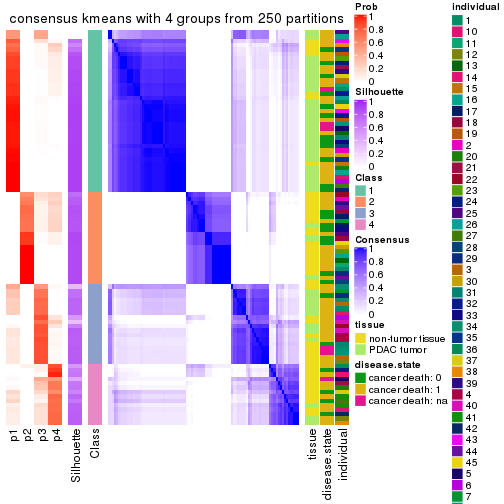 consensus kmeans with 4 groups from 250 partitions
p1
p2
p3
p4
Silhouette
Class
tissue
disease.state
individual
Prob
1
0.8
0.6
0.4
0.2
0
Silhouette
1
0.8
0.6
0.4
0.2
0
Class
1
2
3
4
Consensus
1
0.8
0.6
0.4
0.2
0
tissue
non-tumor tissue
PDAC tumor
disease.state
cancer death: 0
cancer death: 1
cancer death: na
individual
1
10
11
12
13
14
15
16
17
18
19
2
20
21
22
23
24
25
26
27
28
29
3
30
31
32
33
34
35
36
37
38
39
4
40
41
42
43
44
45
5
6
7